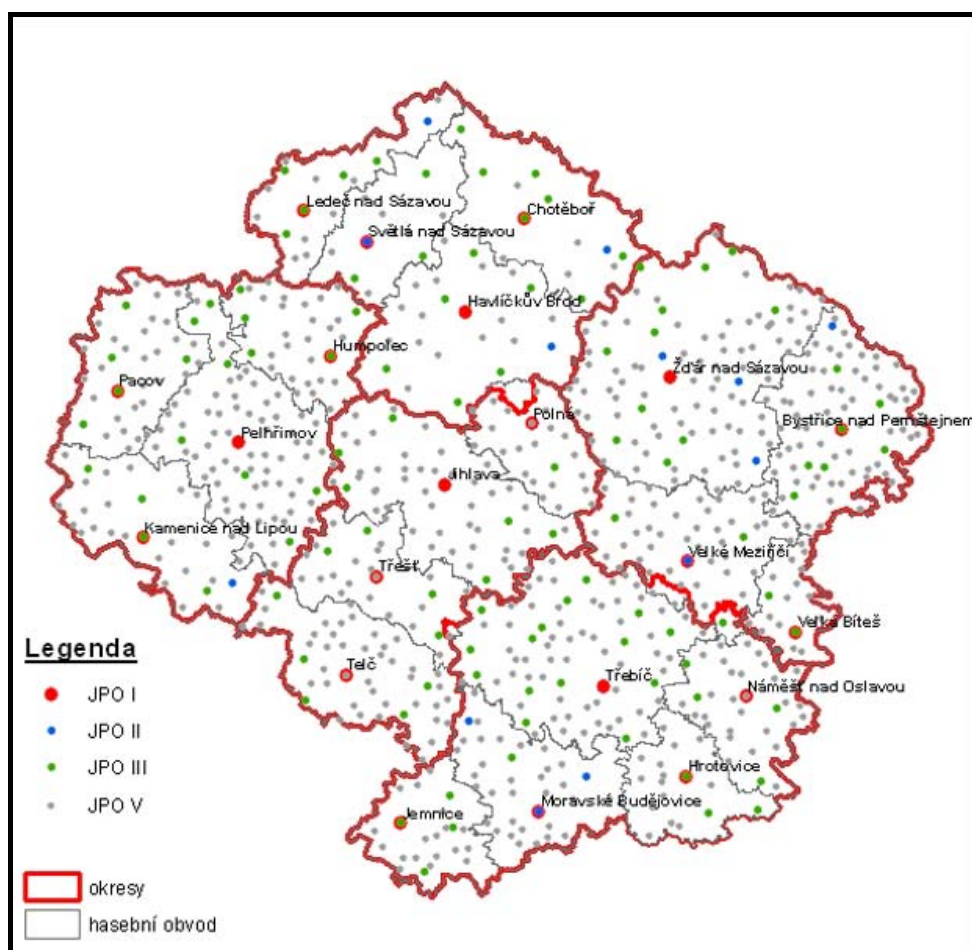 Ledeč nad Sázavou
Chotěboř
Světlá nad Sázavou
Havlíčkův Brod
Humpolec
Pacov
Žďár nad Sázavou
Polná
Bystřice nad Pernštejnem
Pelhřimov
Jihlava
Kamenice nad Lipou
Velké Meziříčí
Třešť
Velká Bíteš
Legenda
Telč
Třebíč
Náměšť nad Oslavou
JPO I
JPO II
JPO III
Hrotovice
JPO V
Moravské Budějovice
Jemnice
okresy
hasební obvod